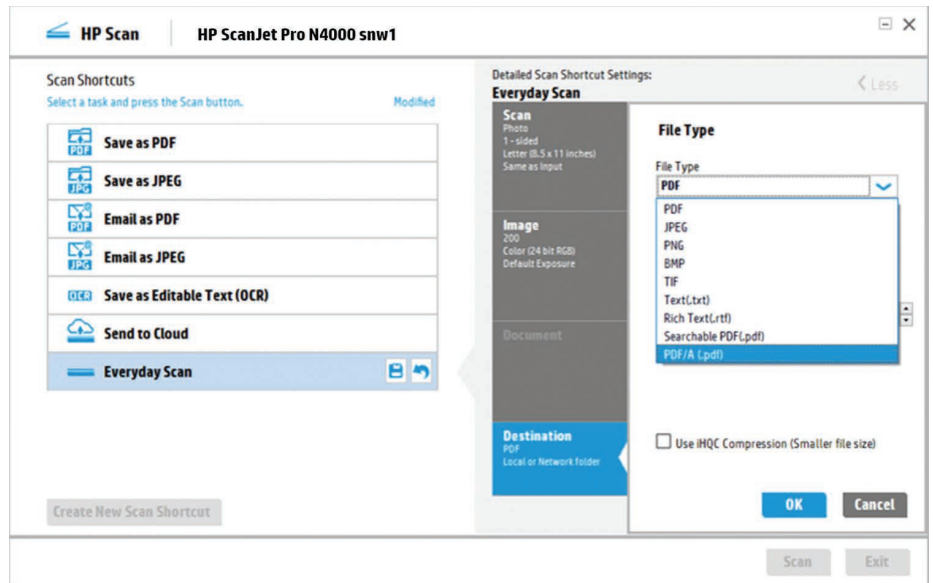 HP Scan
HP ScanJet Pro N4000 snw1
Scan Shortcuts
Select a task and press the Scan button.
Modified
PDF
Save as PDF
JPG
Save as JPEG
PDF
Email as PDF
JPG
Email as JPEG
OCR
Save as Editable Text (OCR)
Send to Cloud
Everyday Scan
Create New Scan Shortcut
Detailed Scan Shortcut Settings:
Everyday Scan
Less
Scan
Photo
1-sided
Letter (8.5 x 11 inches)
Same as Input
Image
200
Color (24 bit RGB)
Default Exposure
Document
Destination
PDF
Local or Network folder
File Type
File Type
PDF
PDF
JPEG
PNG
BMP
TIF
Text(.txt)
Rich Text(.rtf)
Searchable PDF(.pdf)
PDF/A (.pdf)
Use iHQC Compression (Smaller file size)
OK
Cancel
Scan
Exit